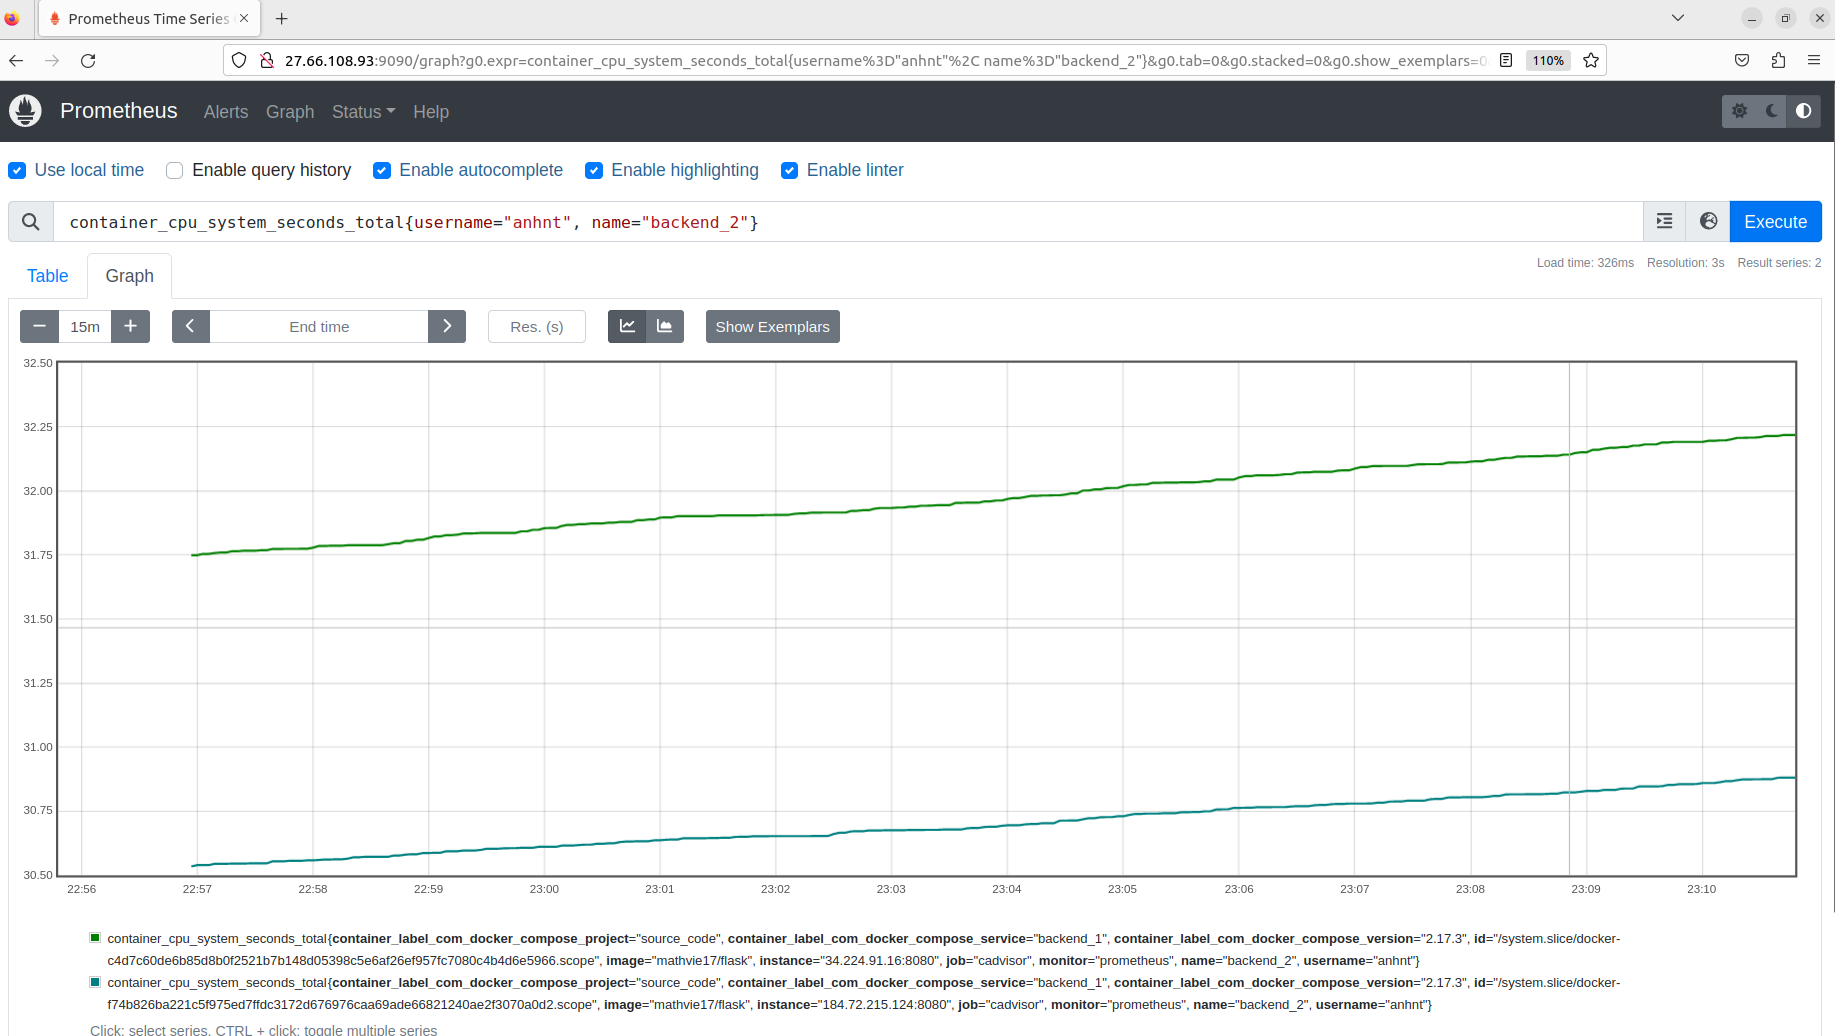 Prometheus Time Series
27.66.108.93:9090/graph?g0.expr=container_cpu_system_seconds_total{username%3D"anhnt"%2C name%3D"backend_2"}&g0.tab=0&g0.stacked=0&g0.show_exemplars=0
110%
Prometheus Alerts Graph Status Help
Use local time Enable query history Enable autocomplete Enable highlighting Enable linter
container_cpu_system_seconds_total{username="anhnt", name="backend_2"}
Execute
Table Graph
Load time: 326ms Resolution: 3s Result series: 2
15m End time Res. (s) Show Exemplars
32.50
32.25
32.00
31.75
31.50
31.25
31.00
30.75
30.50
22:56 22:57 22:58 22:59 23:00 23:01 23:02 23:03 23:04 23:05 23:06 23:07 23:08 23:09 23:10
container_cpu_system_seconds_total{container_label_com_docker_compose_project="source_code", container_label_com_docker_compose_service="backend_1", container_label_com_docker_compose_version="2.17.3", id="/system.slice/docker-
c4d7c60de6b85d8b0f2521b7b148d05398c5e6af26ef957fc7080c4b4d6e5966.scope", image="mathvie17/flask", instance="34.224.91.16:8080", job="cadvisor", monitor="prometheus", name="backend_2", username="anhnt"}
container_cpu_system_seconds_total{container_label_com_docker_compose_project="source_code", container_label_com_docker_compose_service="backend_1", container_label_com_docker_compose_version="2.17.3", id="/system.slice/docker-
f74b826ba221c5f975ed7ffdc3172d676976caa69ade66821240ae2f3070a0d2.scope", image="mathvie17/flask", instance="184.72.215.124:8080", job="cadvisor", monitor="prometheus", name="backend_2", username="anhnt"}
Click: select series, CTRL + click: toggle multiple series